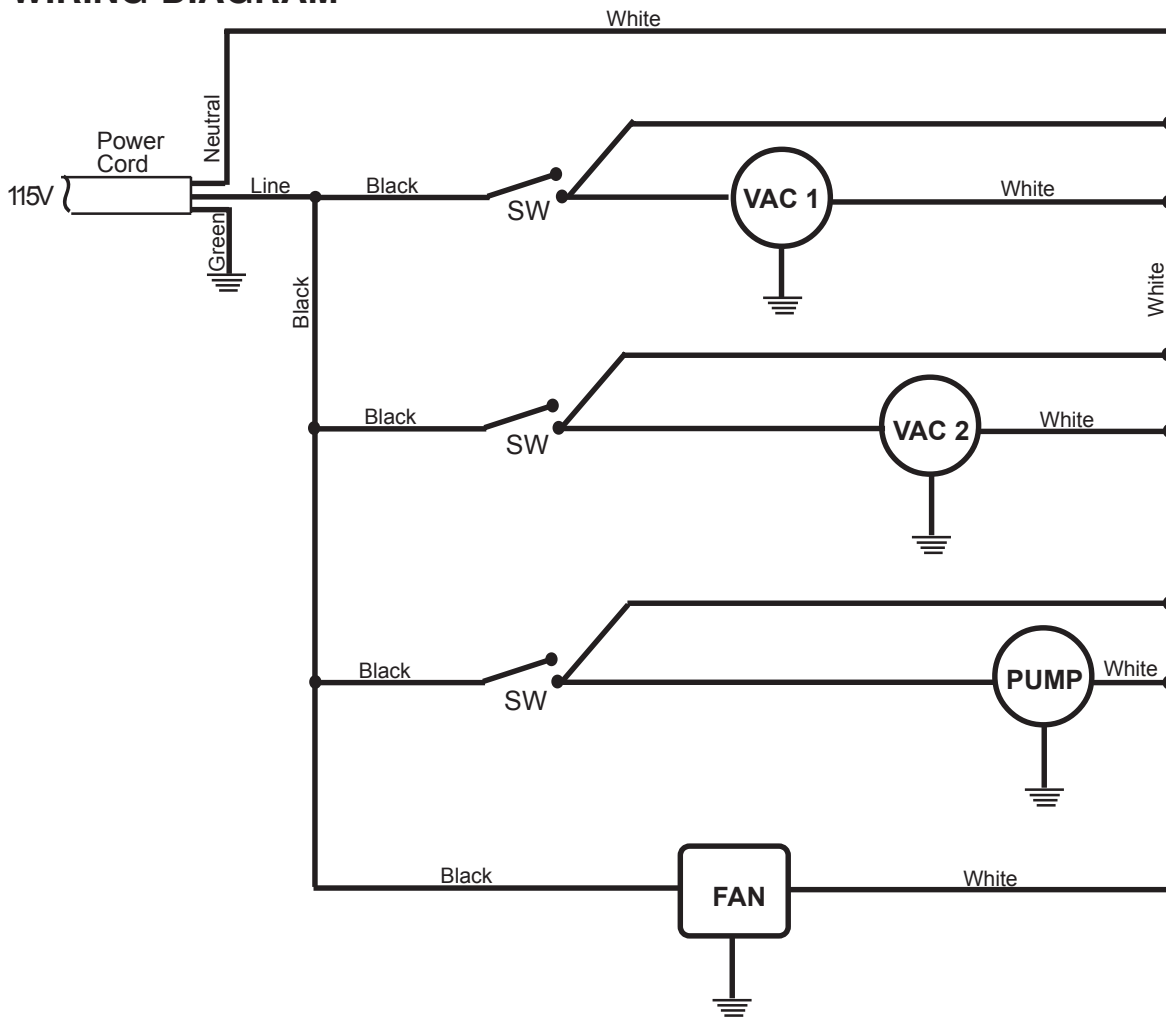 WIRING DIAGRAM
White
Neutral
Power
Cord
115V
Line
Black
SW
VAC 1
White
Green
Black
White
Black
SW
VAC 2
White
Black
SW
PUMP
White
Black
FAN
White